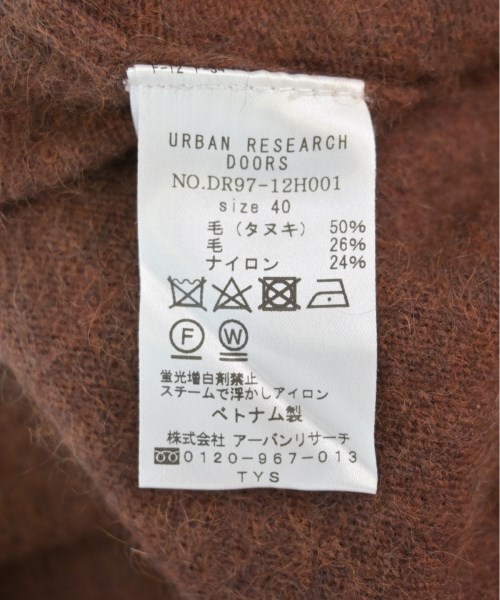 URBAN RESEARCH
DOORS
NO.DR97-12H001
size 40
毛(タヌキ) 50%
毛 26%
ナイロン 24%
F W
蛍光増白剤禁止
スチームで浮かしアイロン
ベトナム製
株式会社 アーバンリサーチ
0120-967-013
TYS